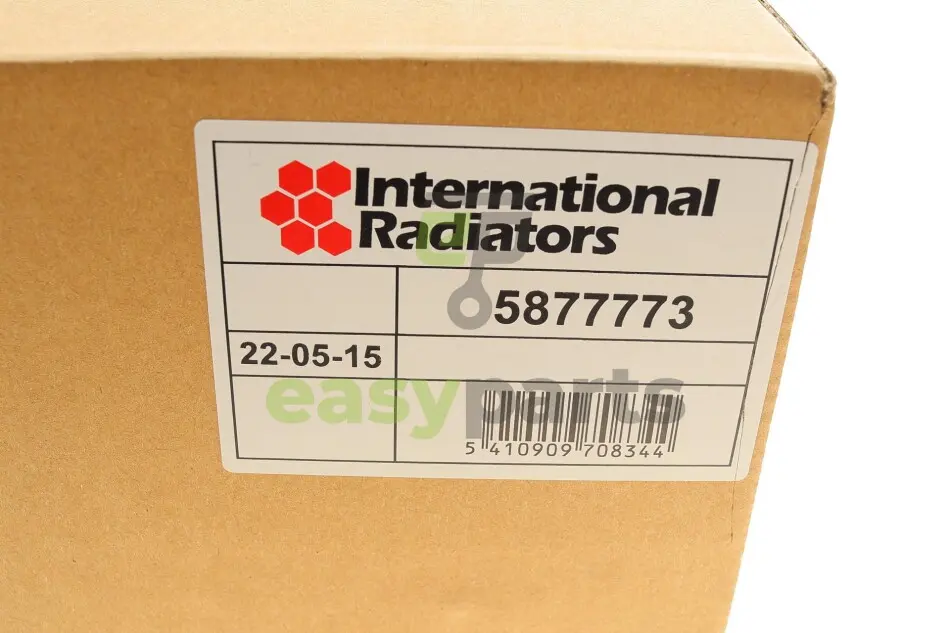 International
Radiators
5877773
22-05-15
easyparts
5 410909 708344